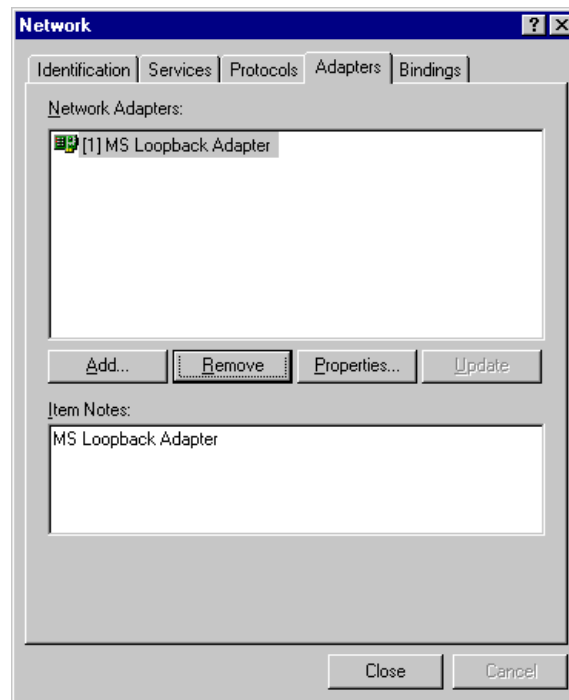 Network
Identification Services Protocols Adapters Bindings
Network Adapters:
[1] MS Loopback Adapter
Add... Remove Properties... Update
Item Notes:
MS Loopback Adapter
Close Cancel